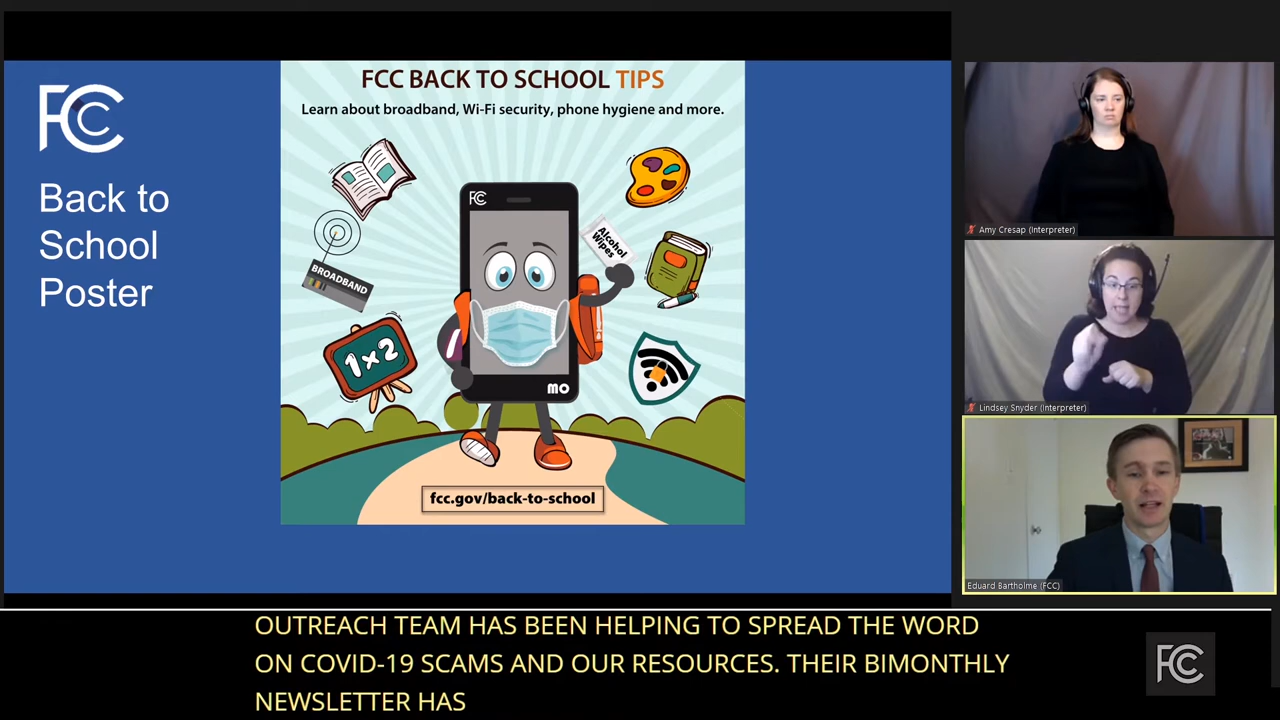 FCC
Back to
School
Poster
FCC BACK TO SCHOOL TIPS
Learn about broadband, Wi-Fi security, phone hygiene and more.
FCC
Alcohol
Wipes
BROADBAND
1x2
mo
fcc.gov/back-to-school
Amy Cresap (Interpreter)
Lindsey Snyder (Interpreter)
Eduard Bartholme (FCC)
OUTREACH TEAM HAS BEEN HELPING TO SPREAD THE WORD
ON COVID-19 SCAMS AND OUR RESOURCES. THEIR BIMONTHLY
NEWSLETTER HAS
FCC